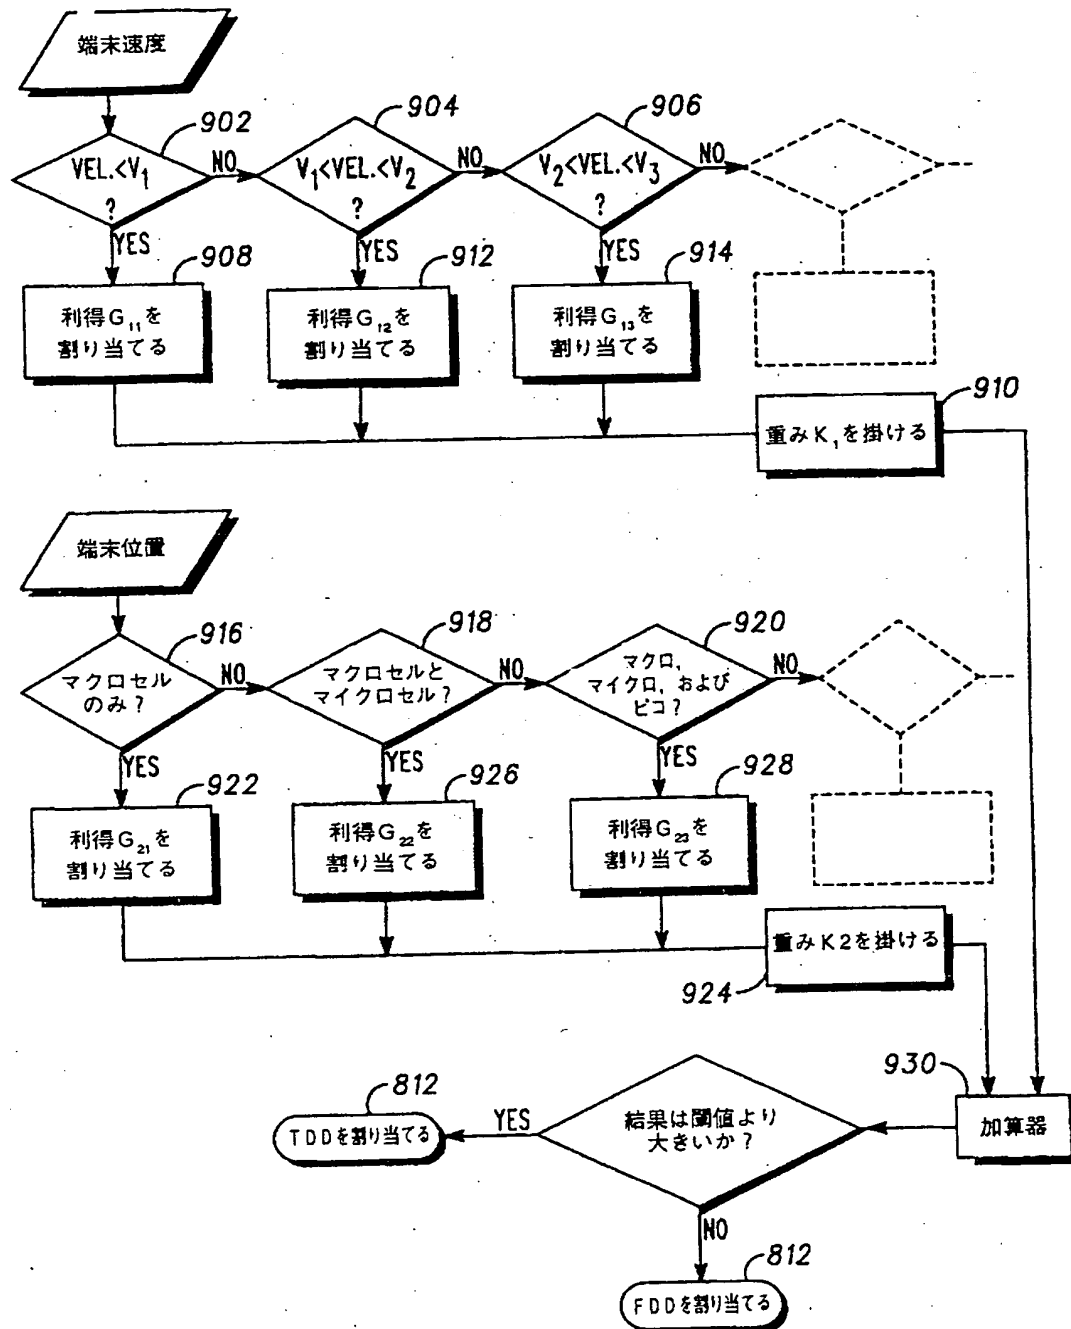 端末速度
902
904
906
VEL.<V₁
?
NO
V₁<VEL.<V₂
?
NO
V₂<VEL.<V₃
?
NO
YES
YES
YES
908
912
914
利得G₁₁を
割り当てる
利得G₁₂を
割り当てる
利得G₁₃を
割り当てる
910
重みK₁を掛ける
端末位置
916
918
920
マクロセル
のみ?
NO
マクロセルと
マイクロセル?
NO
マクロ,
マイクロ,および
ピコ?
NO
YES
YES
YES
922
926
928
利得G₂₁を
割り当てる
利得G₂₂を
割り当てる
利得G₂₃を
割り当てる
重みK2を掛ける
924
930
加算器
812
TDDを割り当てる
YES
結果は閾値より
大きいか?
NO
812
FDDを割り当てる